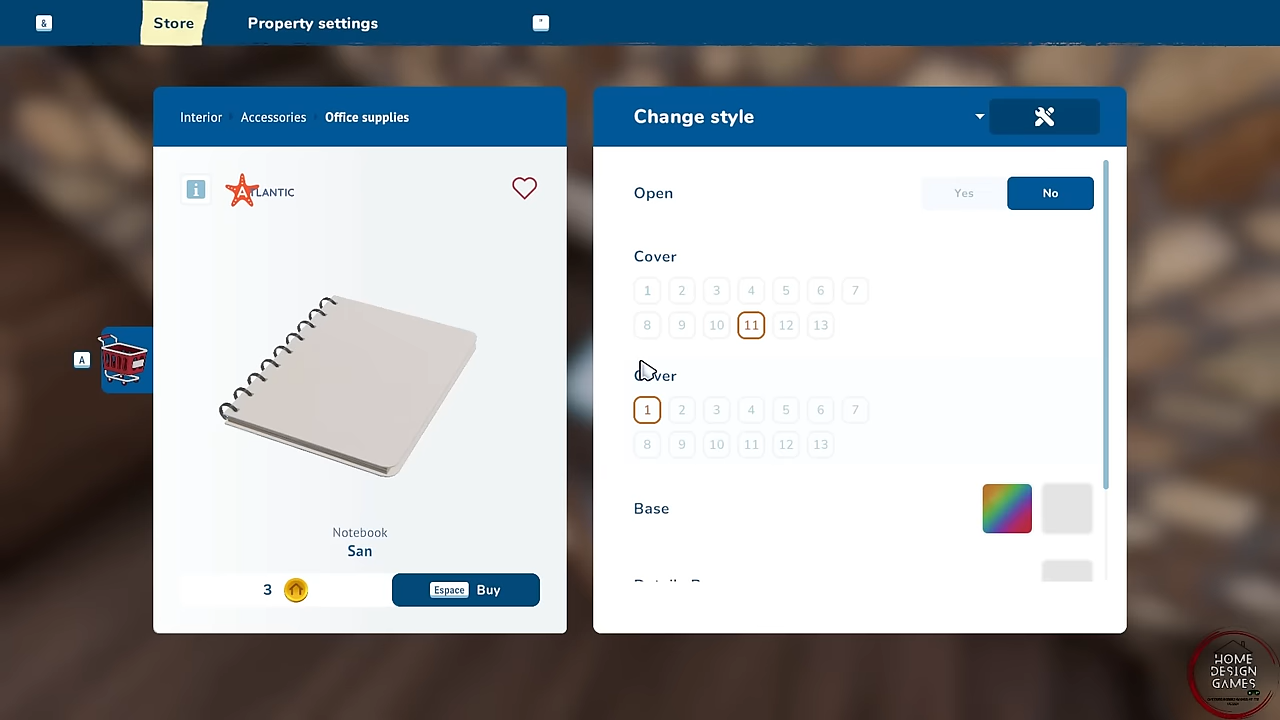 & Store Property settings "
Interior Accessories Office supplies
Change style
i ATLANTIC
Open Yes No
Cover
1 2 3 4 5 6 7
8 9 10 11 12 13
A
Cover
1 2 3 4 5 6 7
8 9 10 11 12 13
Base
Notebook
San
3 Espace Buy
HOME
DESIGN
GAMES